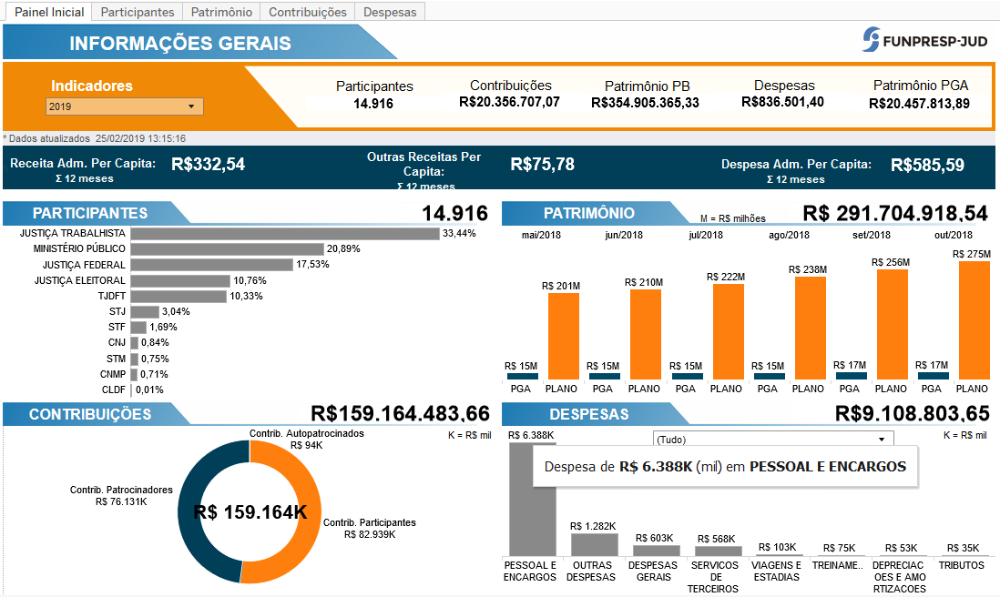 Painel Inicial
Participantes
Patrimônio
Contribuições
Despesas
INFORMAÇÕES GERAIS
FUNPRESP-JUD
Indicadores
2019
Participantes
14.916
Contribuições
R$20.356.707,07
Patrimônio PB
R$354.905.365,33
Despesas
R$836.501,40
Patrimônio PGA
R$20.457.813,89
* Dados atualizados 25/02/2019 13:15:16
Receita Adm. Per Capita:
Σ 12 meses
R$332,54
Outras Receitas Per
Capita:
Σ 12 meses
R$75,78
Despesa Adm. Per Capita:
Σ 12 meses
R$585,59
PARTICIPANTES
14.916
JUSTIÇA TRABALHISTA 33,44%
MINISTÉRIO PÚBLICO 20,89%
JUSTIÇA FEDERAL 17,53%
JUSTIÇA ELEITORAL 10,76%
TJDFT 10,33%
STJ 3,04%
STF 1,69%
CNJ 0,84%
STM 0,75%
CNMP 0,71%
CLDF 0,01%
PATRIMÔNIO
M = R$ milhões
R$ 291.704.918,54
mai/2018 jun/2018 jul/2018 ago/2018 set/2018 out/2018
R$ 15M R$ 201M R$ 15M R$ 210M R$ 15M R$ 222M R$ 15M R$ 238M R$ 17M R$ 256M R$ 17M R$ 275M
PGA PLANO PGA PLANO PGA PLANO PGA PLANO PGA PLANO PGA PLANO
CONTRIBUIÇÕES
R$159.164.483,66
K = R$ mil
Contrib. Autopatrocinados
R$ 94K
Contrib. Patrocinadores
R$ 76.131K
R$ 159.164K
Contrib. Participantes
R$ 82.939K
DESPESAS
R$9.108.803,65
K = R$ mil
(Tudo)
R$ 6.388K
Despesa de R$ 6.388K (mil) em PESSOAL E ENCARGOS
R$ 1.282K
R$ 603K
R$ 568K
R$ 103K
R$ 75K
R$ 53K
R$ 35K
PESSOAL E
ENCARGOS
OUTRAS
DESPESAS
DESPESAS
GERAIS
SERVICOS
DE
TERCEIROS
VIAGENS E
ESTADIAS
TREINAME..
DEPRECIAC
OES E AMO
RTIZACOES
TRIBUTOS